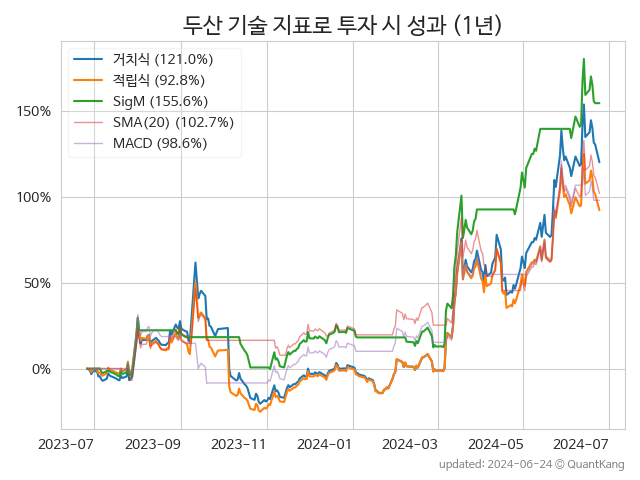 두산 기술 지표로 투자 시 성과 (1년)
거치식 (121.0%)
적립식 (92.8%)
SigM (155.6%)
SMA(20) (102.7%)
MACD (98.6%)
150%
100%
50%
0%
2023-07 2023-09 2023-11 2024-01 2024-03 2024-05 2024-07
updated: 2024-06-24 @ QuantKang